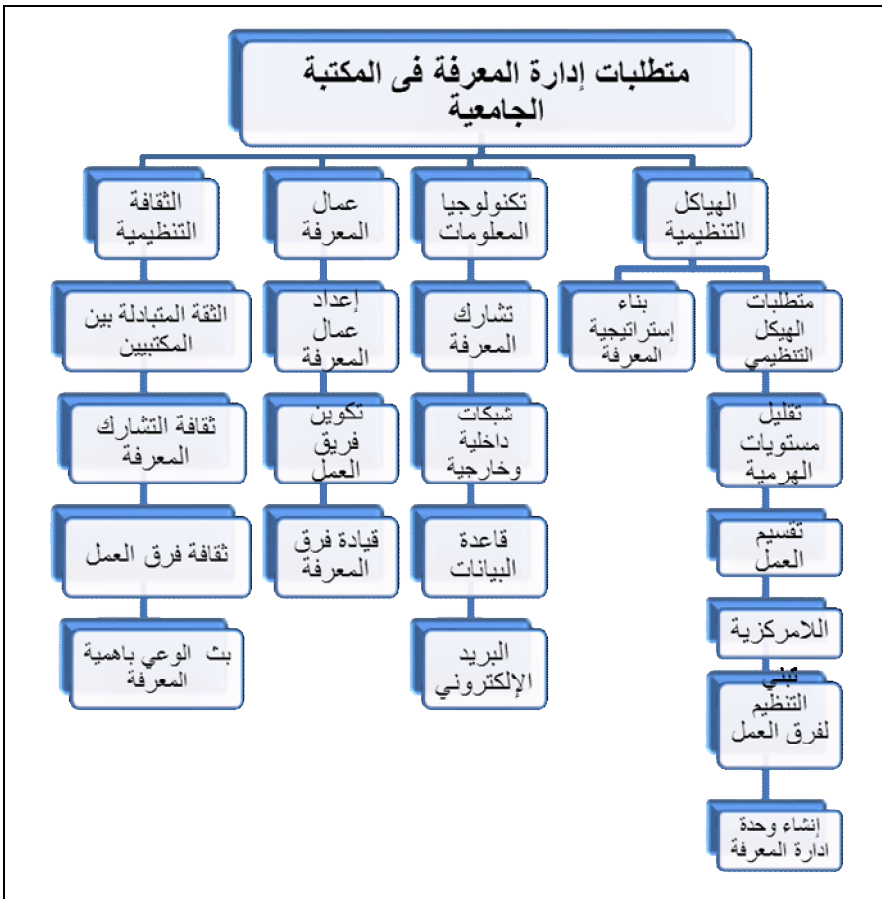 متطلبات إدارة المعرفة فى المكتبة
الجامعية
الهياكل
التنظيمية
تكنولوجيا
المعلومات
عمال
المعرفة
الثقافة
التنظيمية
متطلبات
الهيكل
التنظيمي
بناء
إستراتيجية
المعرفة
تقليل
مستويات
الهرمية
تقسيم
العمل
اللامركزية
تبني
التنظيم
لفرق العمل
إنشاء وحدة
ادارة المعرفة
تشارك
المعرفة
شبكات
داخلية
وخارجية
قاعدة
البيانات
البريد
الإلكتروني
إعداد
عمال
المعرفة
تكوين
فريق
العمل
قيادة فرق
المعرفة
الثقة المتبادلة بين
المكتبيين
ثقافة التشارك
المعرفة
ثقافة فرق العمل
بث الوعي باهمية
المعرفة